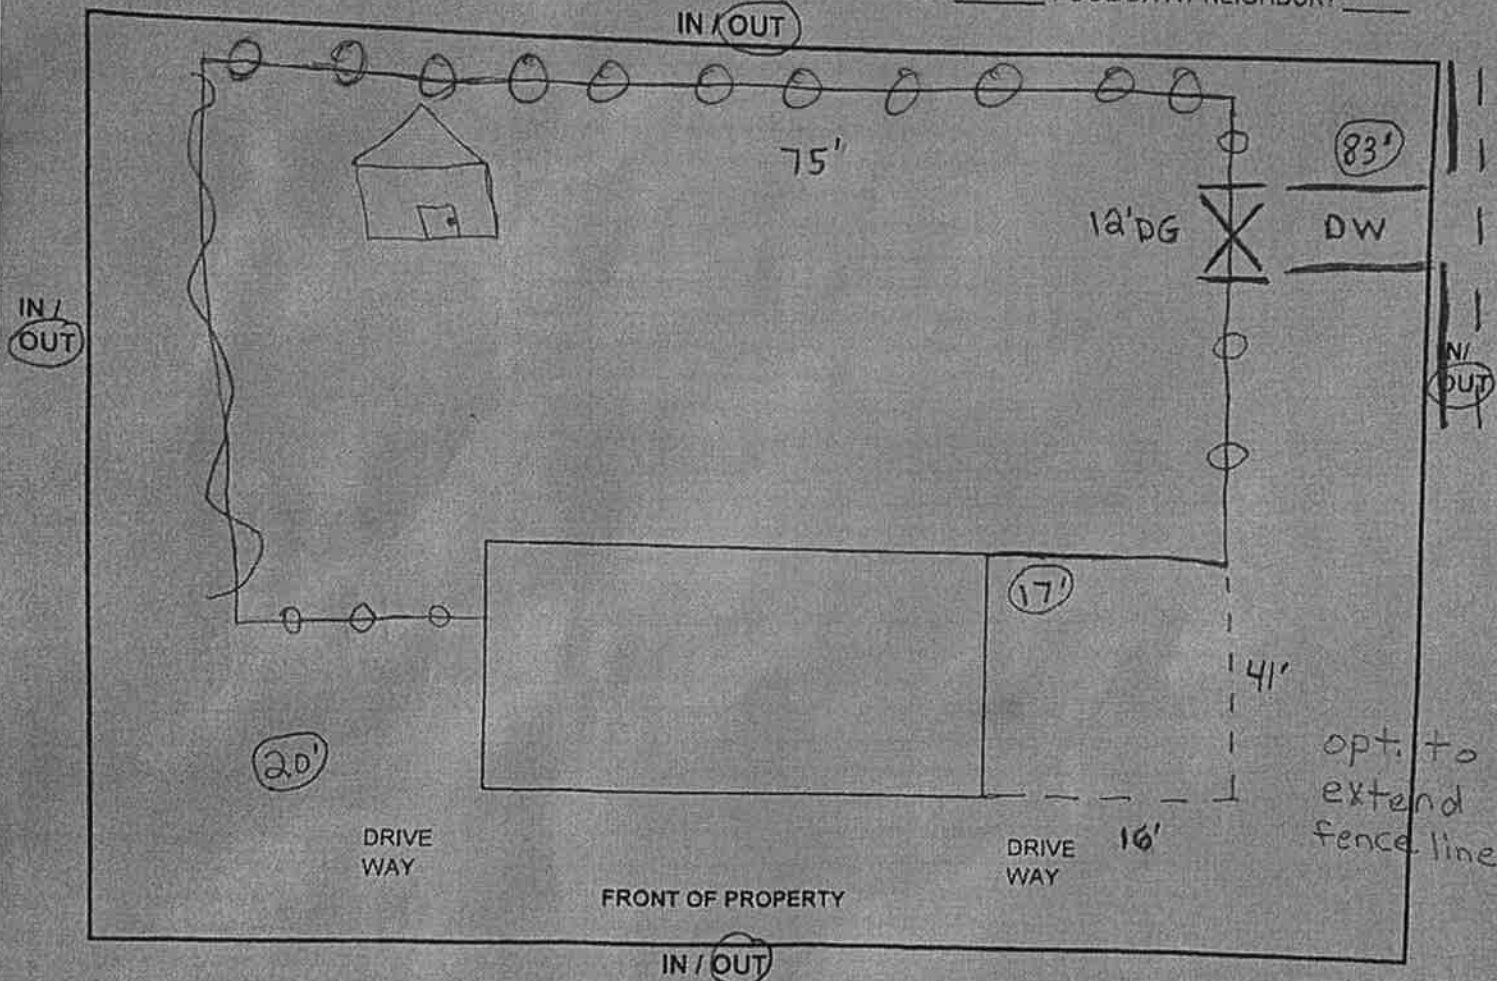 IN / OUT
75'
83'
12'DG
DW
IN /
OUT
N/
OUT
17'
41'
20'
opt. to
extend
fence line
DRIVE
WAY
DRIVE
WAY
16'
FRONT OF PROPERTY
IN / OUT